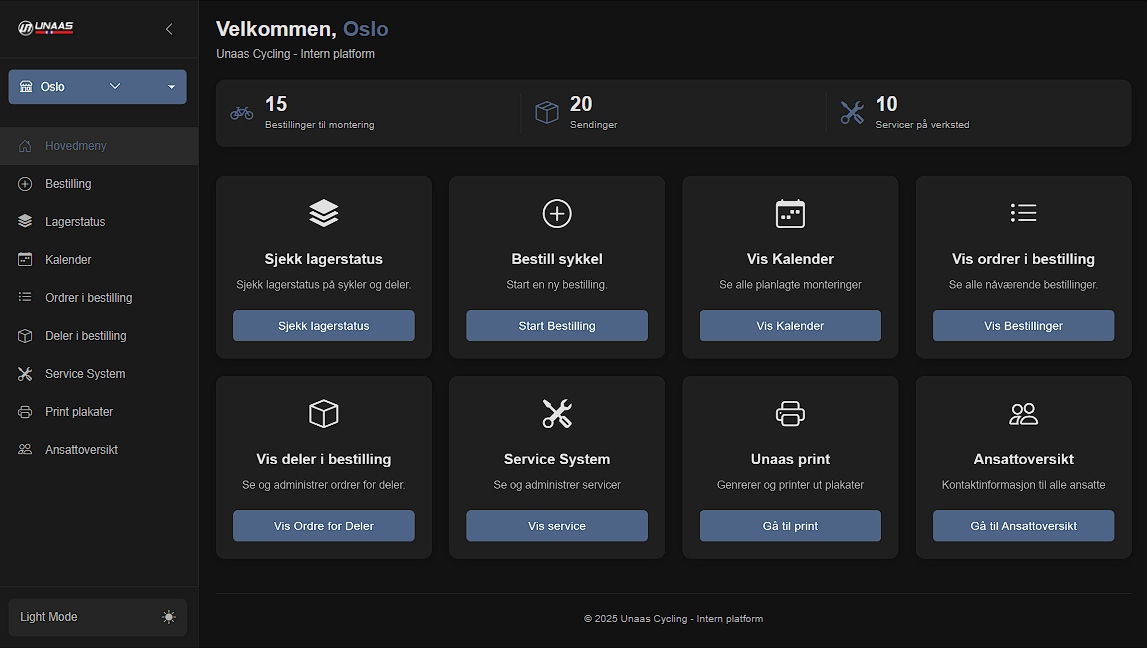 UNAAS
Oslo
Hovedmeny
Bestilling
Lagerstatus
Kalender
Ordrer i bestilling
Deler i bestilling
Service System
Print plakater
Ansattoversikt
Light Mode
Velkommen, Oslo
Unaas Cycling - Intern platform
15
Bestillinger til montering
20
Sendinger
10
Servicer på verksted
Sjekk lagerstatus
Sjekk lagerstatus på sykler og deler.
Sjekk lagerstatus
Bestill sykkel
Start en ny bestilling.
Start Bestilling
Vis Kalender
Se alle planlagte monteringer
Vis Kalender
Vis ordrer i bestilling
Se alle nåværende bestillinger.
Vis Bestillinger
Vis deler i bestilling
Se og administrer ordrer for deler.
Vis Ordre for Deler
Service System
Se og administrer servicer
Vis service
Unaas print
Genrerer og printer ut plakater
Gå til print
Ansattoversikt
Kontaktinformasjon til alle ansatte
Gå til Ansattoversikt
© 2025 Unaas Cycling - Intern platform